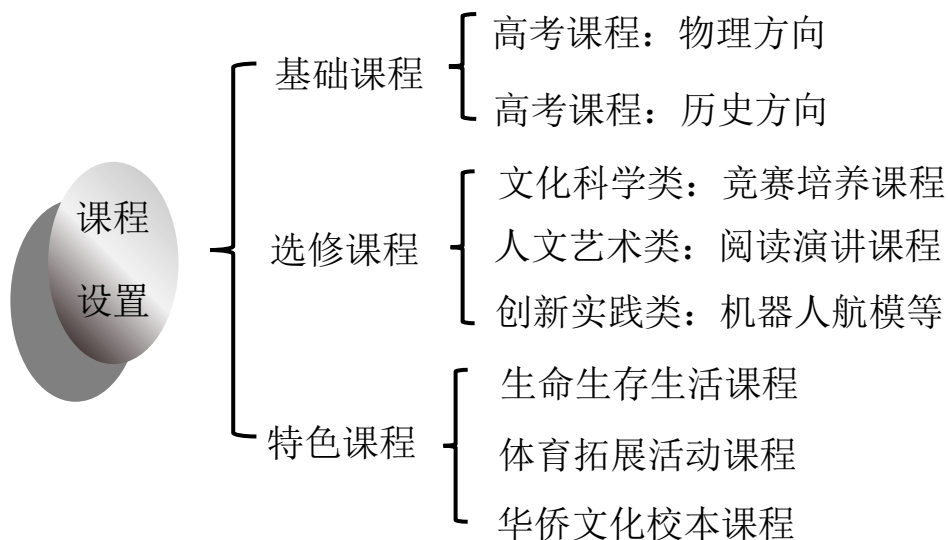 课程
设置
基础课程
高考课程：物理方向
高考课程：历史方向
选修课程
文化科学类：竞赛培养课程
人文艺术类：阅读演讲课程
创新实践类：机器人航模等
特色课程
生命生存生活课程
体育拓展活动课程
华侨文化校本课程